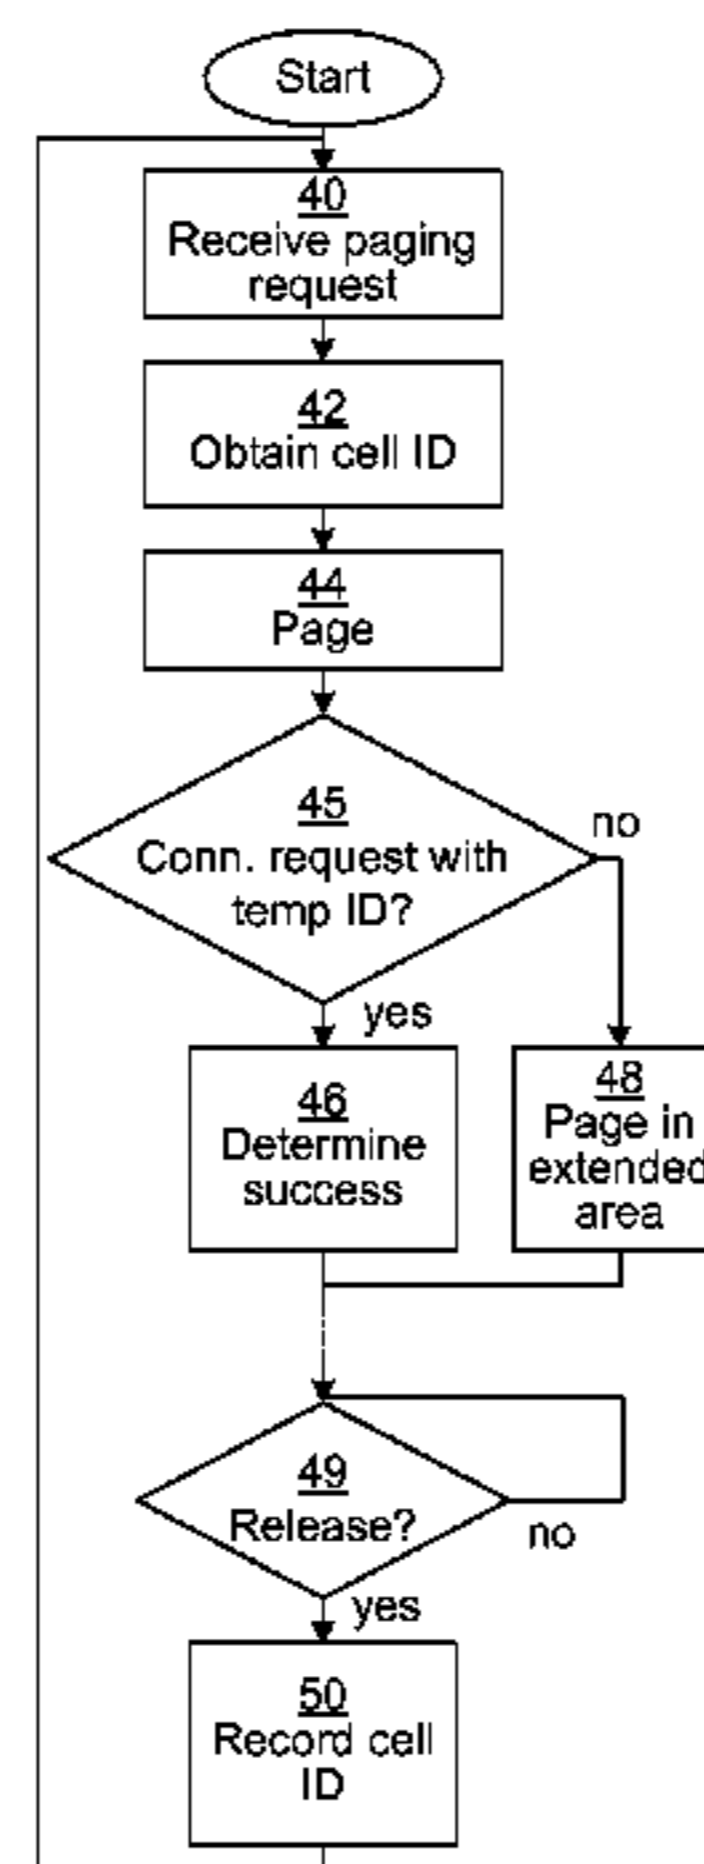 Start
40
Receive paging
request
42
Obtain cell ID
44
Page
45
Conn. request with
temp ID?
no
yes
46
Determine
success
48
Page in
extended
area
49
Release?
no
yes
50
Record cell
ID